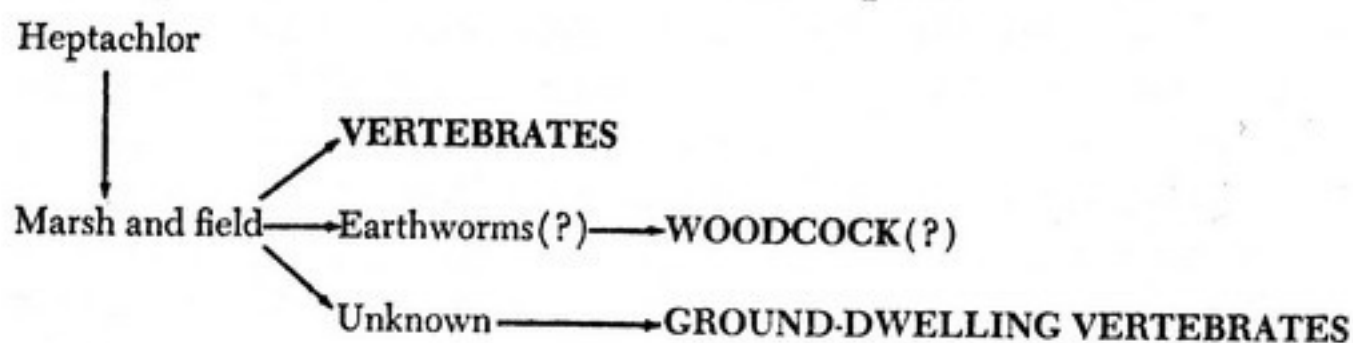 Heptachlor
VERTEBRATES
Marsh and field Earthworms(?) WOODCOCK(?)
Unknown GROUND-DWELLING VERTEBRATES